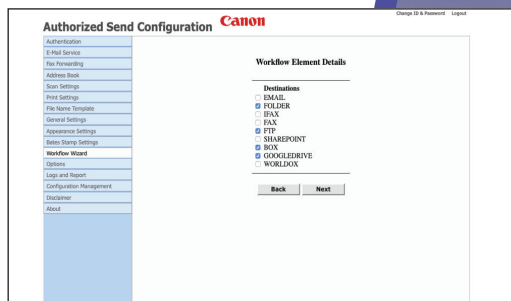 Change ID & Password Logout
Authorized Send Configuration Canon
Authentication
E-Mail Service
Fax Forwarding
Address Book
Scan Settings
Print Settings
File Name Template
General Settings
Appearance Settings
Bates Stamp Settings
Workflow Wizard
Options
Logs and Report
Configuration Management
Disclaimer
About
Workflow Element Details
Destinations
EMAIL
FOLDER
IFAX
FAX
FTP
SHAREPOINT
BOX
GOOGLEDRIVE
WORLDOX
Back Next